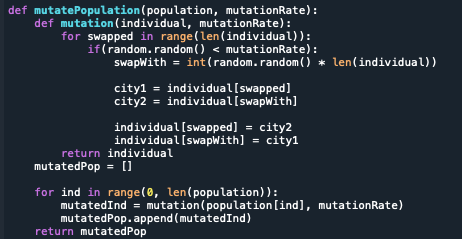 def mutatePopulation(population, mutationRate):
    def mutation(individual, mutationRate):
        for swapped in range(len(individual)):
            if(random.random() < mutationRate):
                swapWith = int(random.random() * len(individual))

                city1 = individual[swapped]
                city2 = individual[swapWith]

                individual[swapped] = city2
                individual[swapWith] = city1
        return individual
    mutatedPop = []

    for ind in range(0, len(population)):
        mutatedInd = mutation(population[ind], mutationRate)
        mutatedPop.append(mutatedInd)
    return mutatedPop